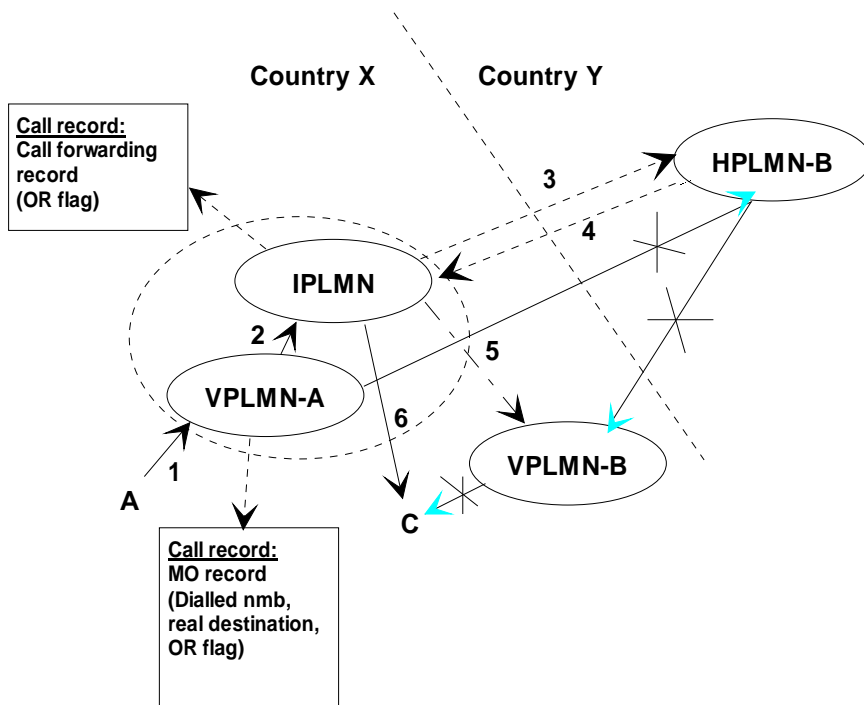 Country X
Country Y
Call record:
Call forwarding
record
(OR flag)
HPLMN-B
3
4
IPLMN
2
5
VPLMN-A
6
1
VPLMN-B
A
C
Call record:
MO record
(Dialled nmb,
real destination,
OR flag)